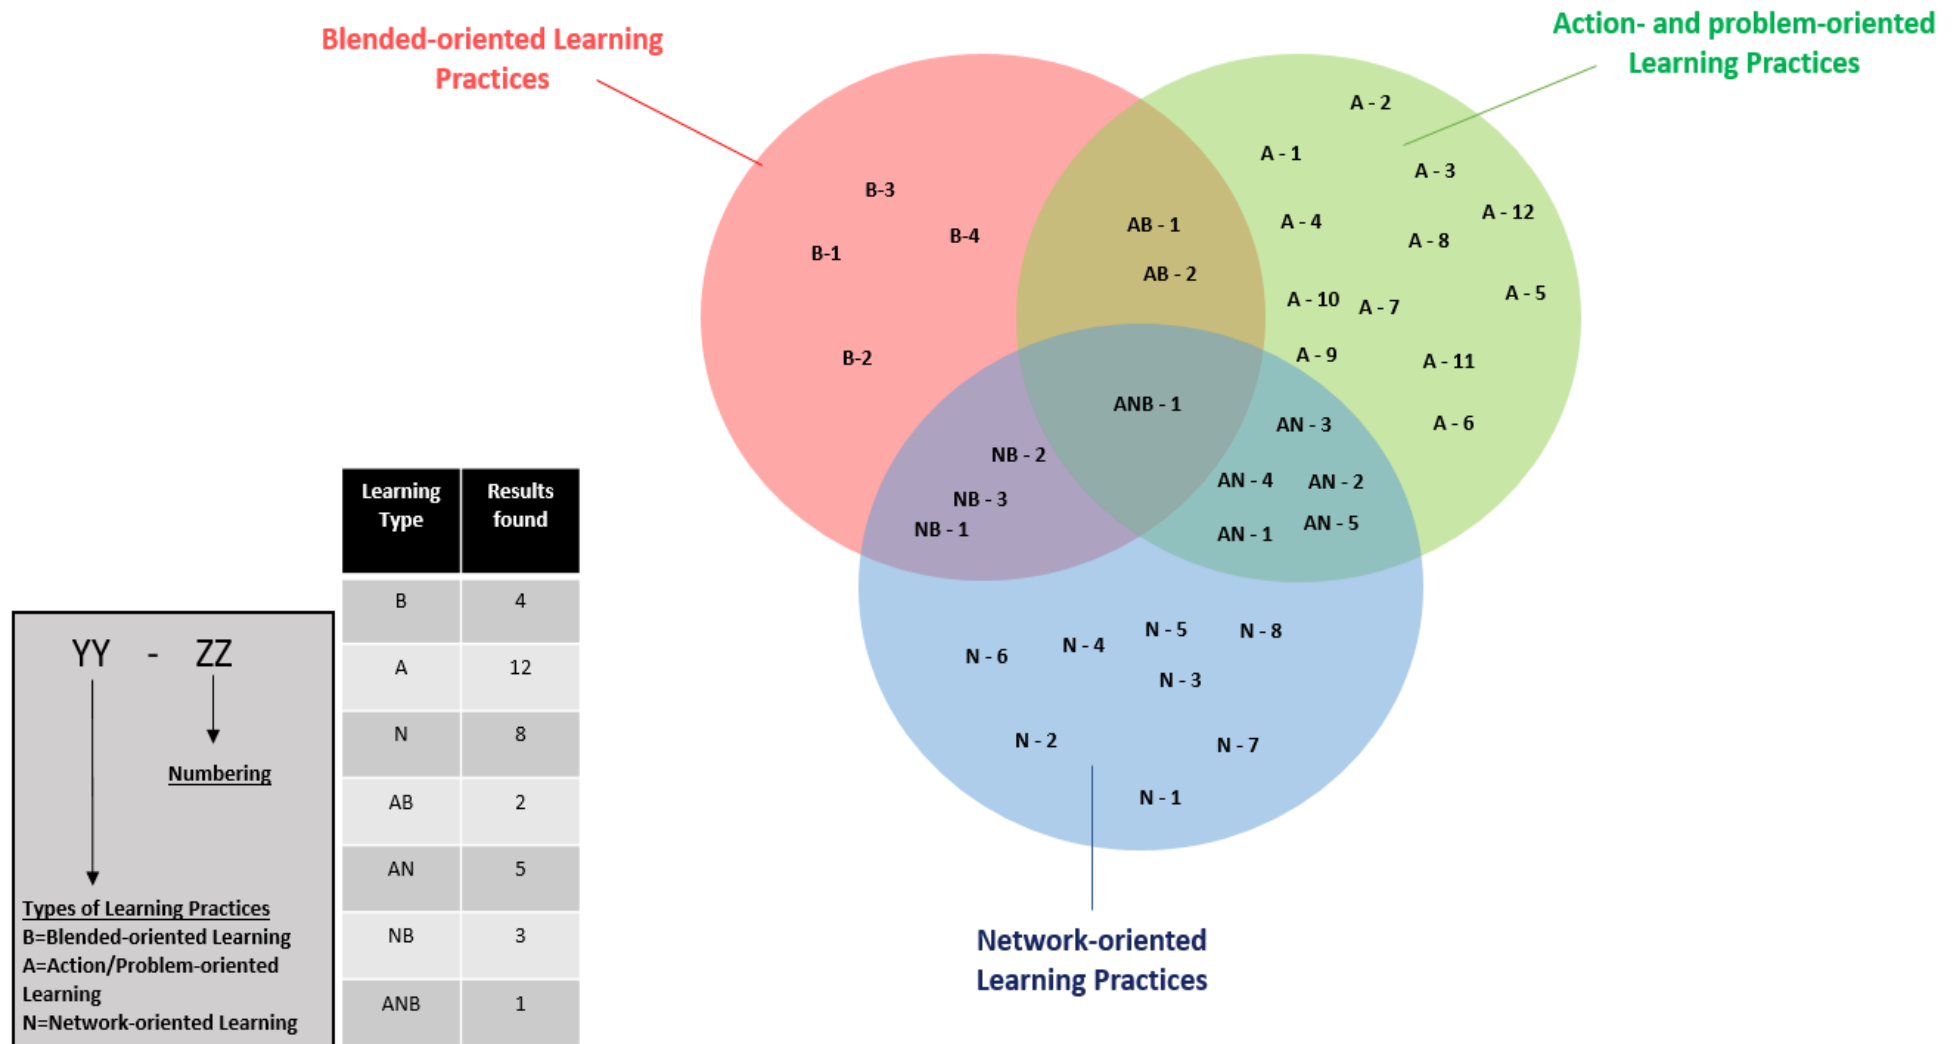 Blended-oriented Learning
Practices
Action- and problem-oriented
Learning Practices
A - 2
A - 1
A - 3
B-3
A - 12
AB - 1
A - 4
B-4
A - 8
B-1
AB - 2
A - 5
A - 10
A - 7
B-2
A - 9
A - 11
ANB - 1
AN - 3
A - 6
NB - 2
AN - 4
AN - 2
NB - 3
AN - 5
NB - 1
AN - 1
N - 5
N - 8
N - 4
N - 6
N - 3
N - 2
N - 7
N - 1
Network-oriented
Learning Practices
Learning
Type
Results
found
B 4
A 12
N 8
AB 2
AN 5
NB 3
ANB 1
YY - ZZ
Numbering
Types of Learning Practices
B=Blended-oriented Learning
A=Action/Problem-oriented
Learning
N=Network-oriented Learning